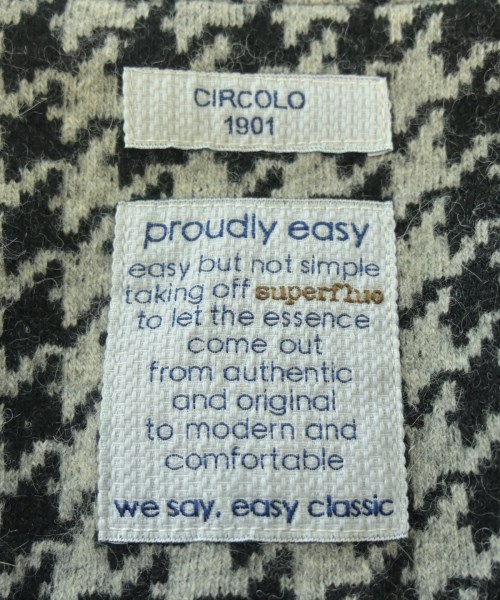 CIRCOLO
1901
proudly easy
easy but not simple
taking off superfluo
to let the essence
come out
from authentic
and original
to modern and
comfortable
we say. easy classic